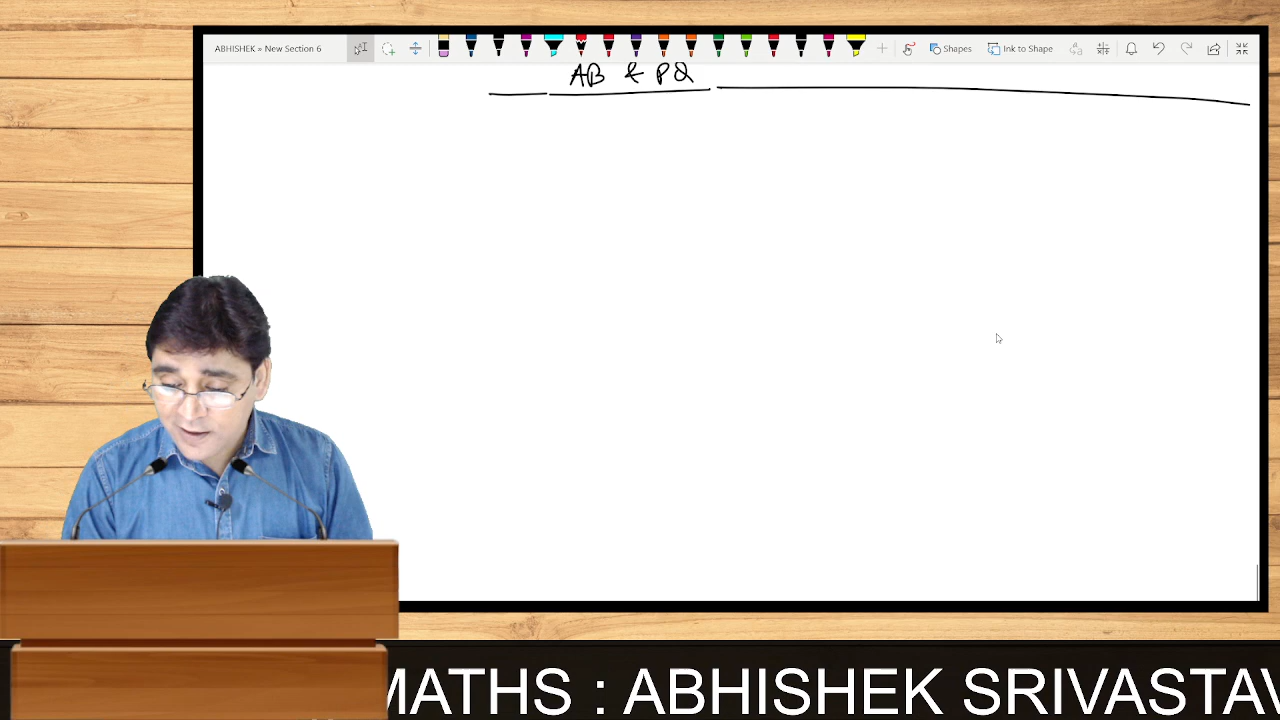 ABHISHEK » New Section 6
Shapes
Ink to Shape
AB & PQ
MATHS : ABHISHEK SRIVASTAV